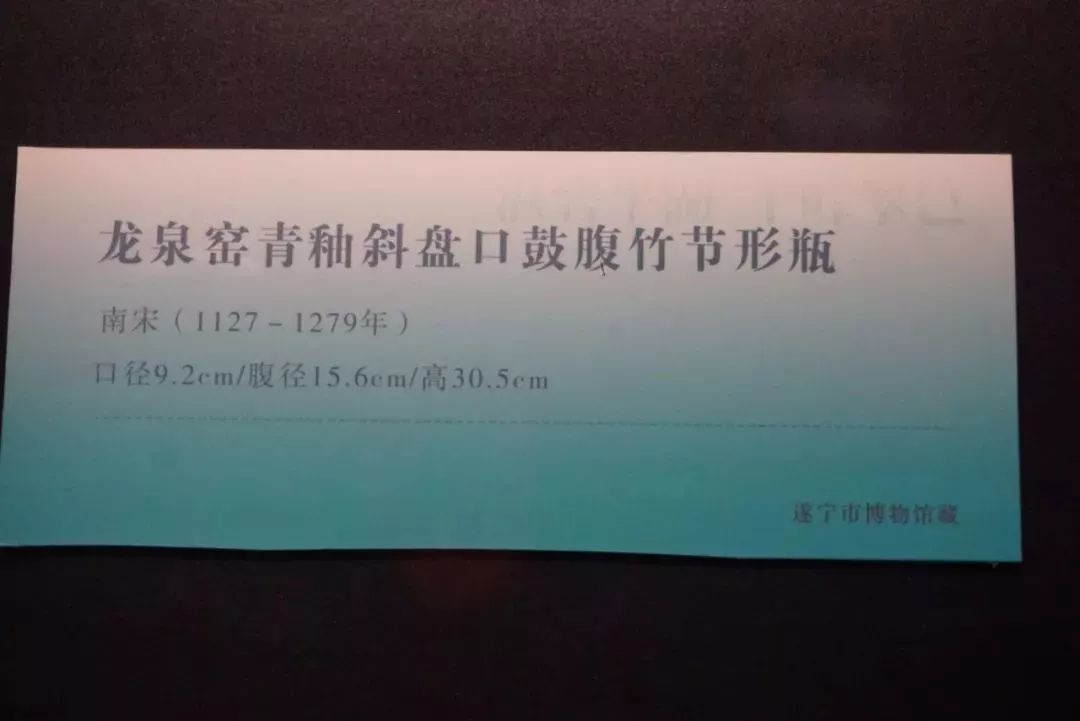 龙泉窑青釉斜盘口鼓腹竹节形瓶
南宋（1127－1279年）
口径9.2cm/腹径15.6cm/高30.5cm
遂宁市博物馆藏